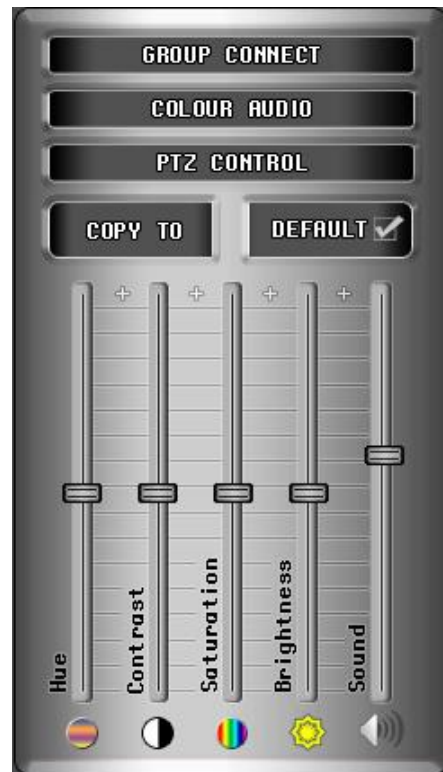 GROUP CONNECT
COLOUR AUDIO
PTZ CONTROL
COPY TO
DEFAULT
Hue
Contrast
Saturation
Brightness
Sound